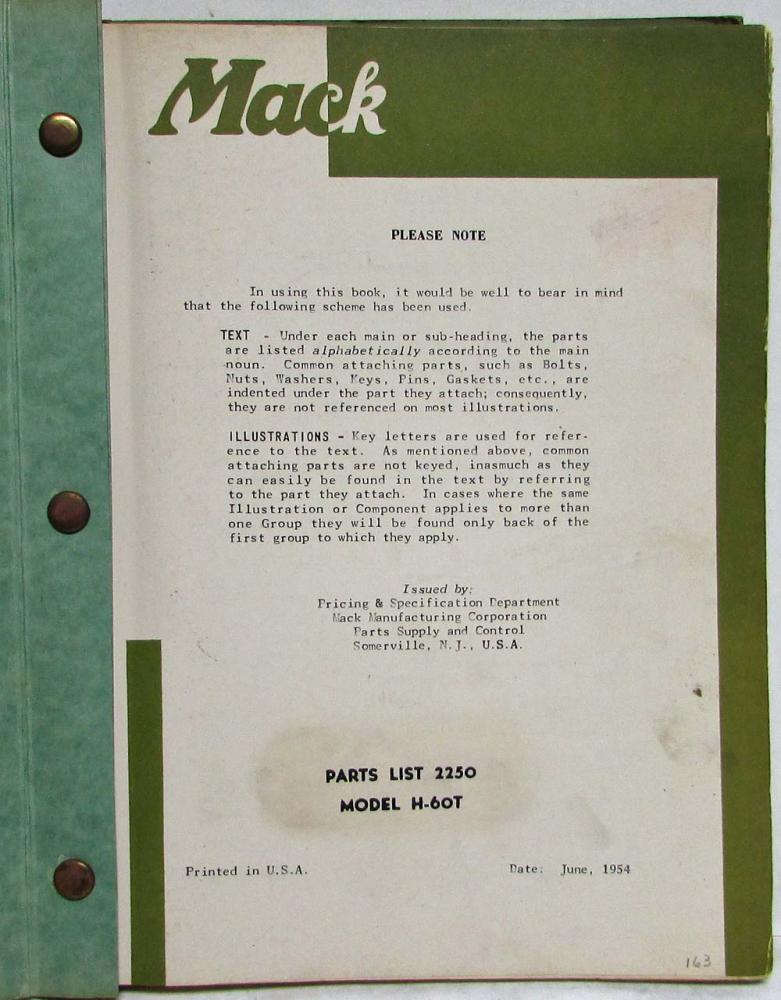 Mack
PLEASE NOTE
In using this book, it would be well to bear in mind
that the following scheme has been used.
TEXT - Under each main or sub-heading, the parts
are listed alphabetically according to the main
noun. Common attaching parts, such as Bolts,
Nuts, Washers, Keys, Pins, Gaskets, etc., are
indented under the part they attach; consequently,
they are not referenced on most illustrations.
ILLUSTRATIONS - Key letters are used for refer-
ence to the text. As mentioned above, common
attaching parts are not keyed, inasmuch as they
can easily be found in the text by referring
to the part they attach. In cases where the same
Illustration or Component applies to more than
one Group they will be found only back of the
first group to which they apply.
Issued by:
Pricing & Specification Department
Mack Manufacturing Corporation
Parts Supply and Control
Somerville, N.J., U.S.A.
PARTS LIST 2250
MODEL H-60T
Printed in U.S.A. Date: June, 1954
163